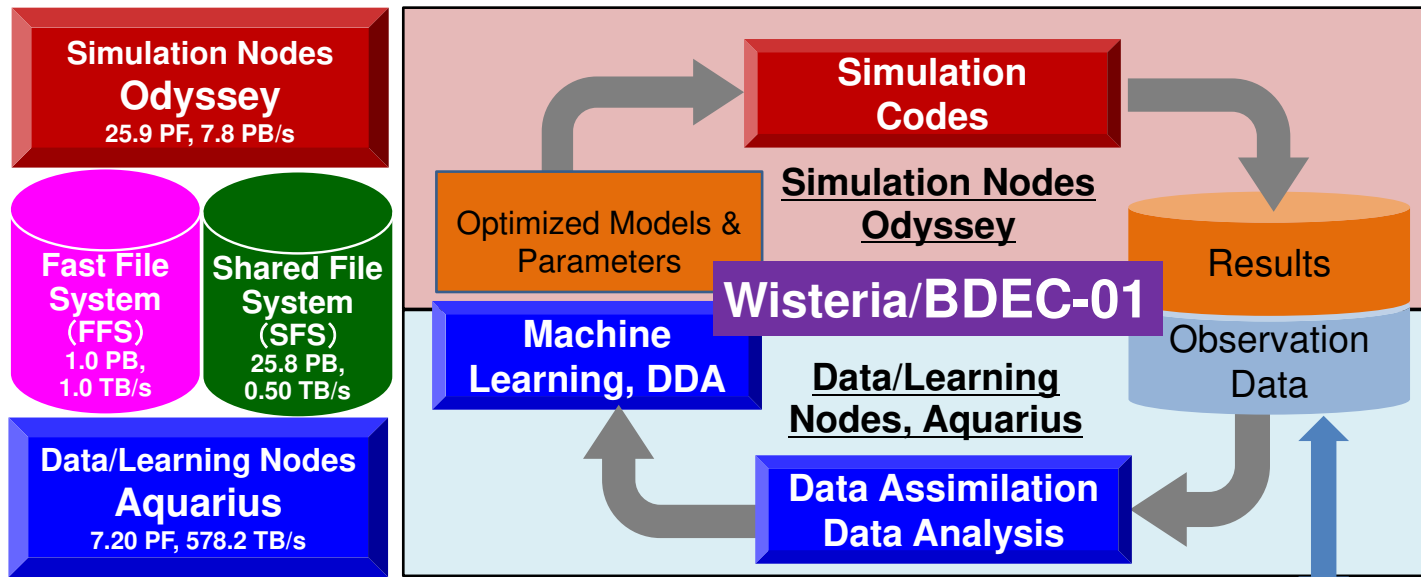 Simulation Nodes
Odyssey
25.9 PF, 7.8 PB/s
Fast File
System
（FFS）
1.0 PB,
1.0 TB/s
Shared File
System
（SFS）
25.8 PB,
0.50 TB/s
Data/Learning Nodes
Aquarius
7.20 PF, 578.2 TB/s
Simulation
Codes
Simulation Nodes
Odyssey
Optimized Models &
Parameters
Results
Wisteria/BDEC-01
Machine
Learning, DDA
Observation
Data
Data/Learning
Nodes, Aquarius
Data Assimilation
Data Analysis